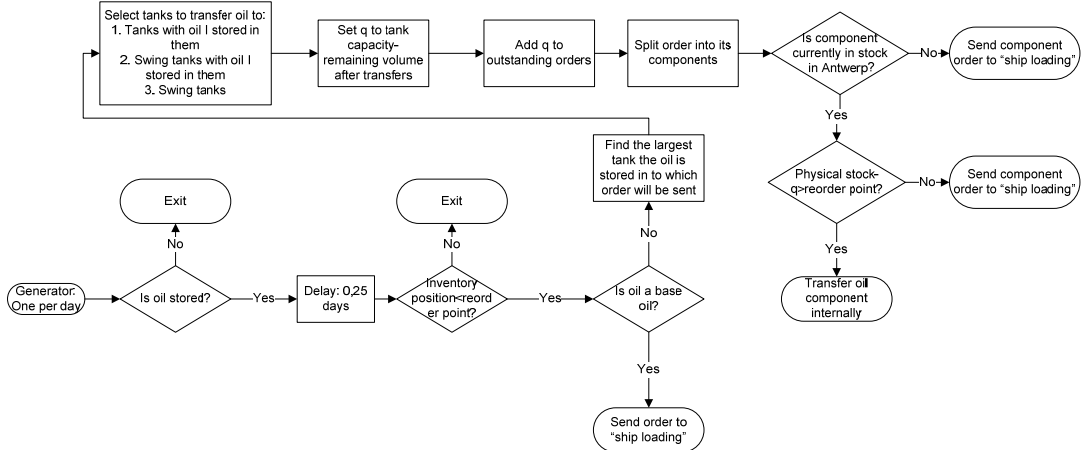 Select tanks to transfer oil to:
1. Tanks with oil I stored in
them
2. Swing tanks with oil I
stored in them
3. Swing tanks
Set q to tank
capacity-
remaining volume
after transfers
Add q to
outstanding orders
Split order into its
components
Is component
currently in stock
in Antwerp?
No
Send component
order to “ship loading”
Yes
Find the largest
tank the oil is
stored in to which
order will be sent
Physical stock-
q>reorder point?
No
Send component
order to “ship loading”
Exit
Exit
No
No
No
Yes
Generator:
One per day
Is oil stored?
Yes
Delay: 0,25
days
Inventory
position<reord
er point?
Yes
Is oil a base
oil?
Transfer oil
component
internally
Yes
Send order to
“ship loading”